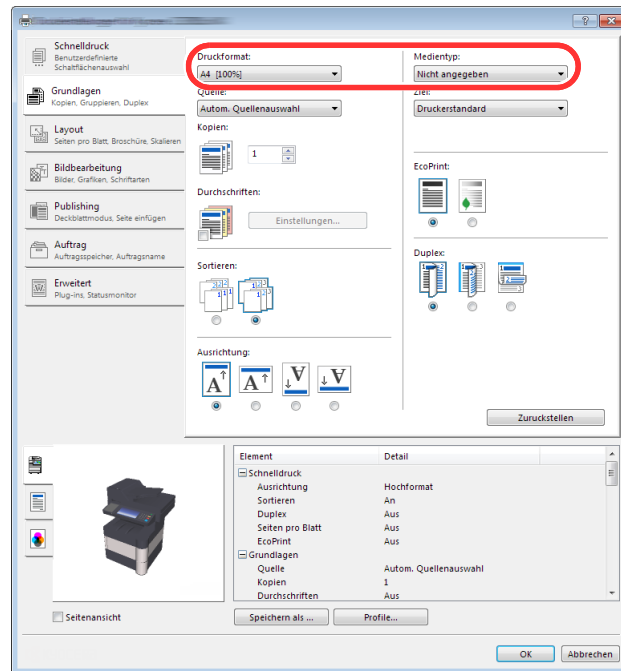 Schnelldruck
Benutzerdefinierte
Schaltflächenauswahl
Grundlagen
Kopien, Gruppieren, Duplex
Layout
Seiten pro Blatt, Broschüre, Skalieren
Bildbearbeitung
Bilder, Grafiken, Schriftarten
Publishing
Deckblattmodus, Seite einfügen
Auftrag
Auftragsspeicher, Auftragsname
Erweitert
Plug-ins, Statusmonitor
Druckformat:
A4 [100%]
Medientyp:
Nicht angegeben
Quelle:
Autom. Quellenauswahl
Ziel:
Druckerstandard
Kopien:
1
EcoPrint:
Durchschriften:
Einstellungen...
Sortieren:
Duplex:
Ausrichtung:
Zuruckstellen
Element Detail
Schnelldruck
Ausrichtung Hochformat
Sortieren An
Duplex Aus
Seiten pro Blatt Aus
EcoPrint Aus
Grundlagen
Quelle Autom. Quellenauswahl
Kopien 1
Durchschriften Aus
Seitenansicht
Speichern als ...
Profile...
OK
Abbrechen